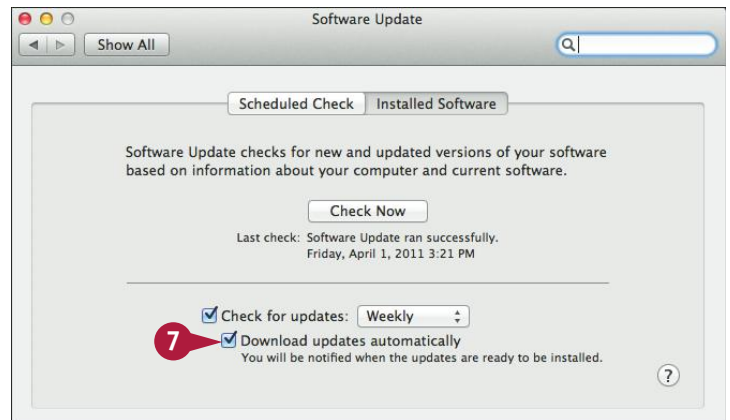 Software Update
Show All
Scheduled Check Installed Software
Software Update checks for new and updated versions of your software
based on information about your computer and current software.
Check Now
Last check: Software Update ran successfully.
Friday, April 1, 2011 3:21 PM
Check for updates: Weekly
7 Download updates automatically
You will be notified when the updates are ready to be installed.
?